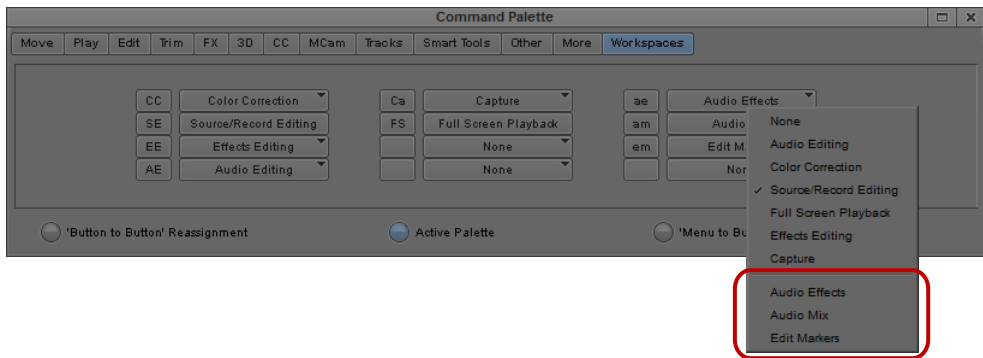 Command Palette
Move Play Edit Trim FX 3D CC MCam Tracks Smart Tools Other More Workspaces
CC Color Correction Ca Capture ae Audio Effects
SE Source/Record Editing FS Full Screen Playback am Audio
EE Effects Editing None em Edit M
AE Audio Editing None Nor
'Button to Button' Reassignment Active Palette 'Menu to Bu
None
Audio Editing
Color Correction
✓ Source/Record Editing
Full Screen Playback
Effects Editing
Capture
Audio Effects
Audio Mix
Edit Markers